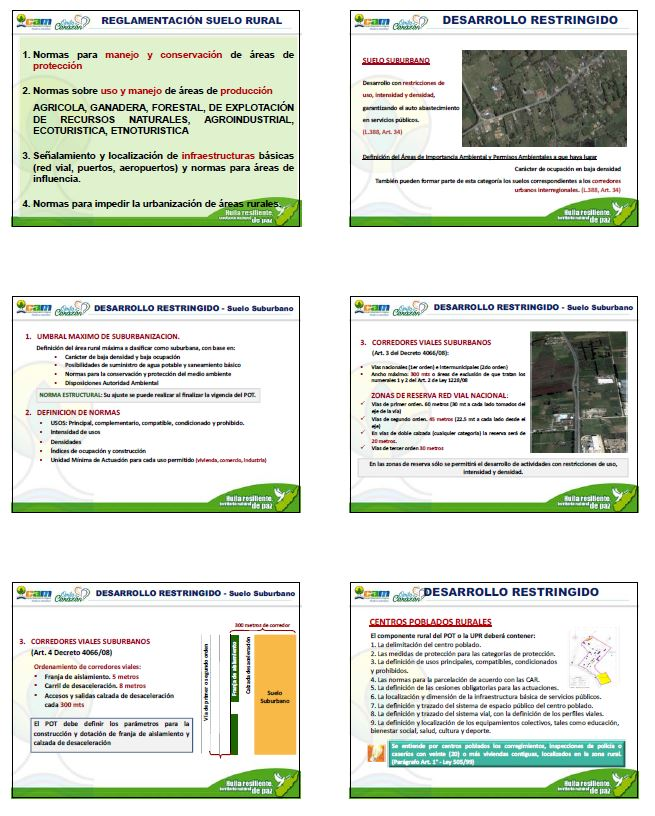 cam
Huila Corazón
REGLAMENTACIÓN SUELO RURAL
1. Normas para manejo y conservación de áreas de
protección
2. Normas sobre uso y manejo de áreas de producción
AGRICOLA, GANADERA, FORESTAL, DE EXPLOTACIÓN
DE RECURSOS NATURALES, AGROINDUSTRIAL,
ECOTURISTICA, ETNOTURISTICA
3. Señalamiento y localización de infraestructuras básicas
(red vial, puertos, aeropuertos) y normas para áreas de
influencia.
4. Normas para impedir la urbanización de áreas rurales.
Huila resiliente,
territorio natural de paz
cam
Corazón
DESARROLLO RESTRINGIDO
SUELO SUBURBANO
Desarrollo con restricciones de
uso, intensidad y densidad,
garantizando el auto abastecimiento
en servicios públicos.
(L.388, Art. 34)
Definición del Áreas de Importancia Ambiental y Permisos Ambientales a que haya lugar
Carácter de ocupación en baja densidad
También pueden formar parte de esta categoría los suelos correspondientes a los corredores
urbanos interregionales. (L.388, Art. 34)
Huila resiliente,
territorio natural de paz
cam
Corazón
DESARROLLO RESTRINGIDO - Suelo Suburbano
1. UMBRAL MAXIMO DE SUBURBANIZACION.
Definición del área rural máxima a clasificar como suburbana, con base en:
• Carácter de baja densidad y baja ocupación
• Posibilidades de suministro de agua potable y saneamiento básico
• Normas para la conservación y protección del medio ambiente
• Disposiciones Autoridad Ambiental
NORMA ESTRUCTURAL: Su ajuste se puede realizar al finalizar la vigencia del POT.
2. DEFINICION DE NORMAS
• USOS: Principal, complementario, compatible, condicionado y prohibido.
• Intensidad de usos
• Densidades
• Índices de ocupación y construcción
• Unidad Mínima de Actuación para cada uso permitido (vivienda, comercio, industria)
Huila resiliente,
territorio natural de paz
cam
Corazón
DESARROLLO RESTRINGIDO - Suelo Suburbano
3. CORREDORES VIALES SUBURBANOS
(Art. 3 del Decreto 4066/08):
• Vías nacionales (1er orden) e intermunicipales (2do orden)
• Ancho máximo: 300 mts o áreas de exclusión de que tratan los
numerales 1 y 2 del Art. 2 de Ley 1228/08
ZONAS DE RESERVA RED VIAL NACIONAL:
✓ Vías de primer orden. 60 metros (30 mt a cada lado tomados del
eje de la vía)
✓ Vías de segundo orden. 45 metros (22.5 mt a cada lado desde el
eje)
✓ En vías de doble calzada (cualquier categoría) la reserva será de
20 metros.
✓ Vías de tercer orden 30 metros
En las zonas de reserva sólo se permitirá el desarrollo de actividades con restricciones de uso,
intensidad y densidad.
Huila resiliente,
territorio natural de paz
cam
Corazón
DESARROLLO RESTRINGIDO - Suelo Suburbano
3. CORREDORES VIALES SUBURBANOS
(Art. 4 Decreto 4066/08)
Ordenamiento de corredores viales:
• Franja de aislamiento. 5 metros
• Carril de desaceleración. 8 metros
• Accesos y salidas calzada de desaceleración
cada 300 mts
El POT debe definir los parámetros para la
construcción y dotación de franja de aislamiento y
calzada de desaceleración
300 metros de corredor
Vía de primer o segundo orden
Franja de aislamiento
Calzada desaceleración
Suelo
Suburbano
Huila resiliente,
territorio natural de paz
cam
Corazón
DESARROLLO RESTRINGIDO
CENTROS POBLADOS RURALES
El componente rural del POT o la UPR deberá contener:
1. La delimitación del centro poblado.
2. Las medidas de protección para las categorías de protección.
3. La definición de usos principales, compatibles, condicionados
y prohibidos.
4. Las normas para la parcelación de acuerdo con las CAR.
5. La definición de las cesiones obligatorias para las actuaciones.
6. La localización y dimensión de la infraestructura básica de servicios públicos.
7. La definición y trazado del sistema de espacio público del centro poblado.
8. La definición y trazado del sistema vial, con la definición de los perfiles viales.
9. La definición y localización de los equipamientos colectivos, tales como educación,
bienestar social, salud, cultura y deporte.
Se entiende por centros poblados los corregimientos, inspecciones de policía o
caseríos con veinte (20) o más viviendas contiguas, localizados en la zona rural.
(Parágrafo Art. 1° - Ley 505/99)
Huila resiliente,
territorio natural de paz